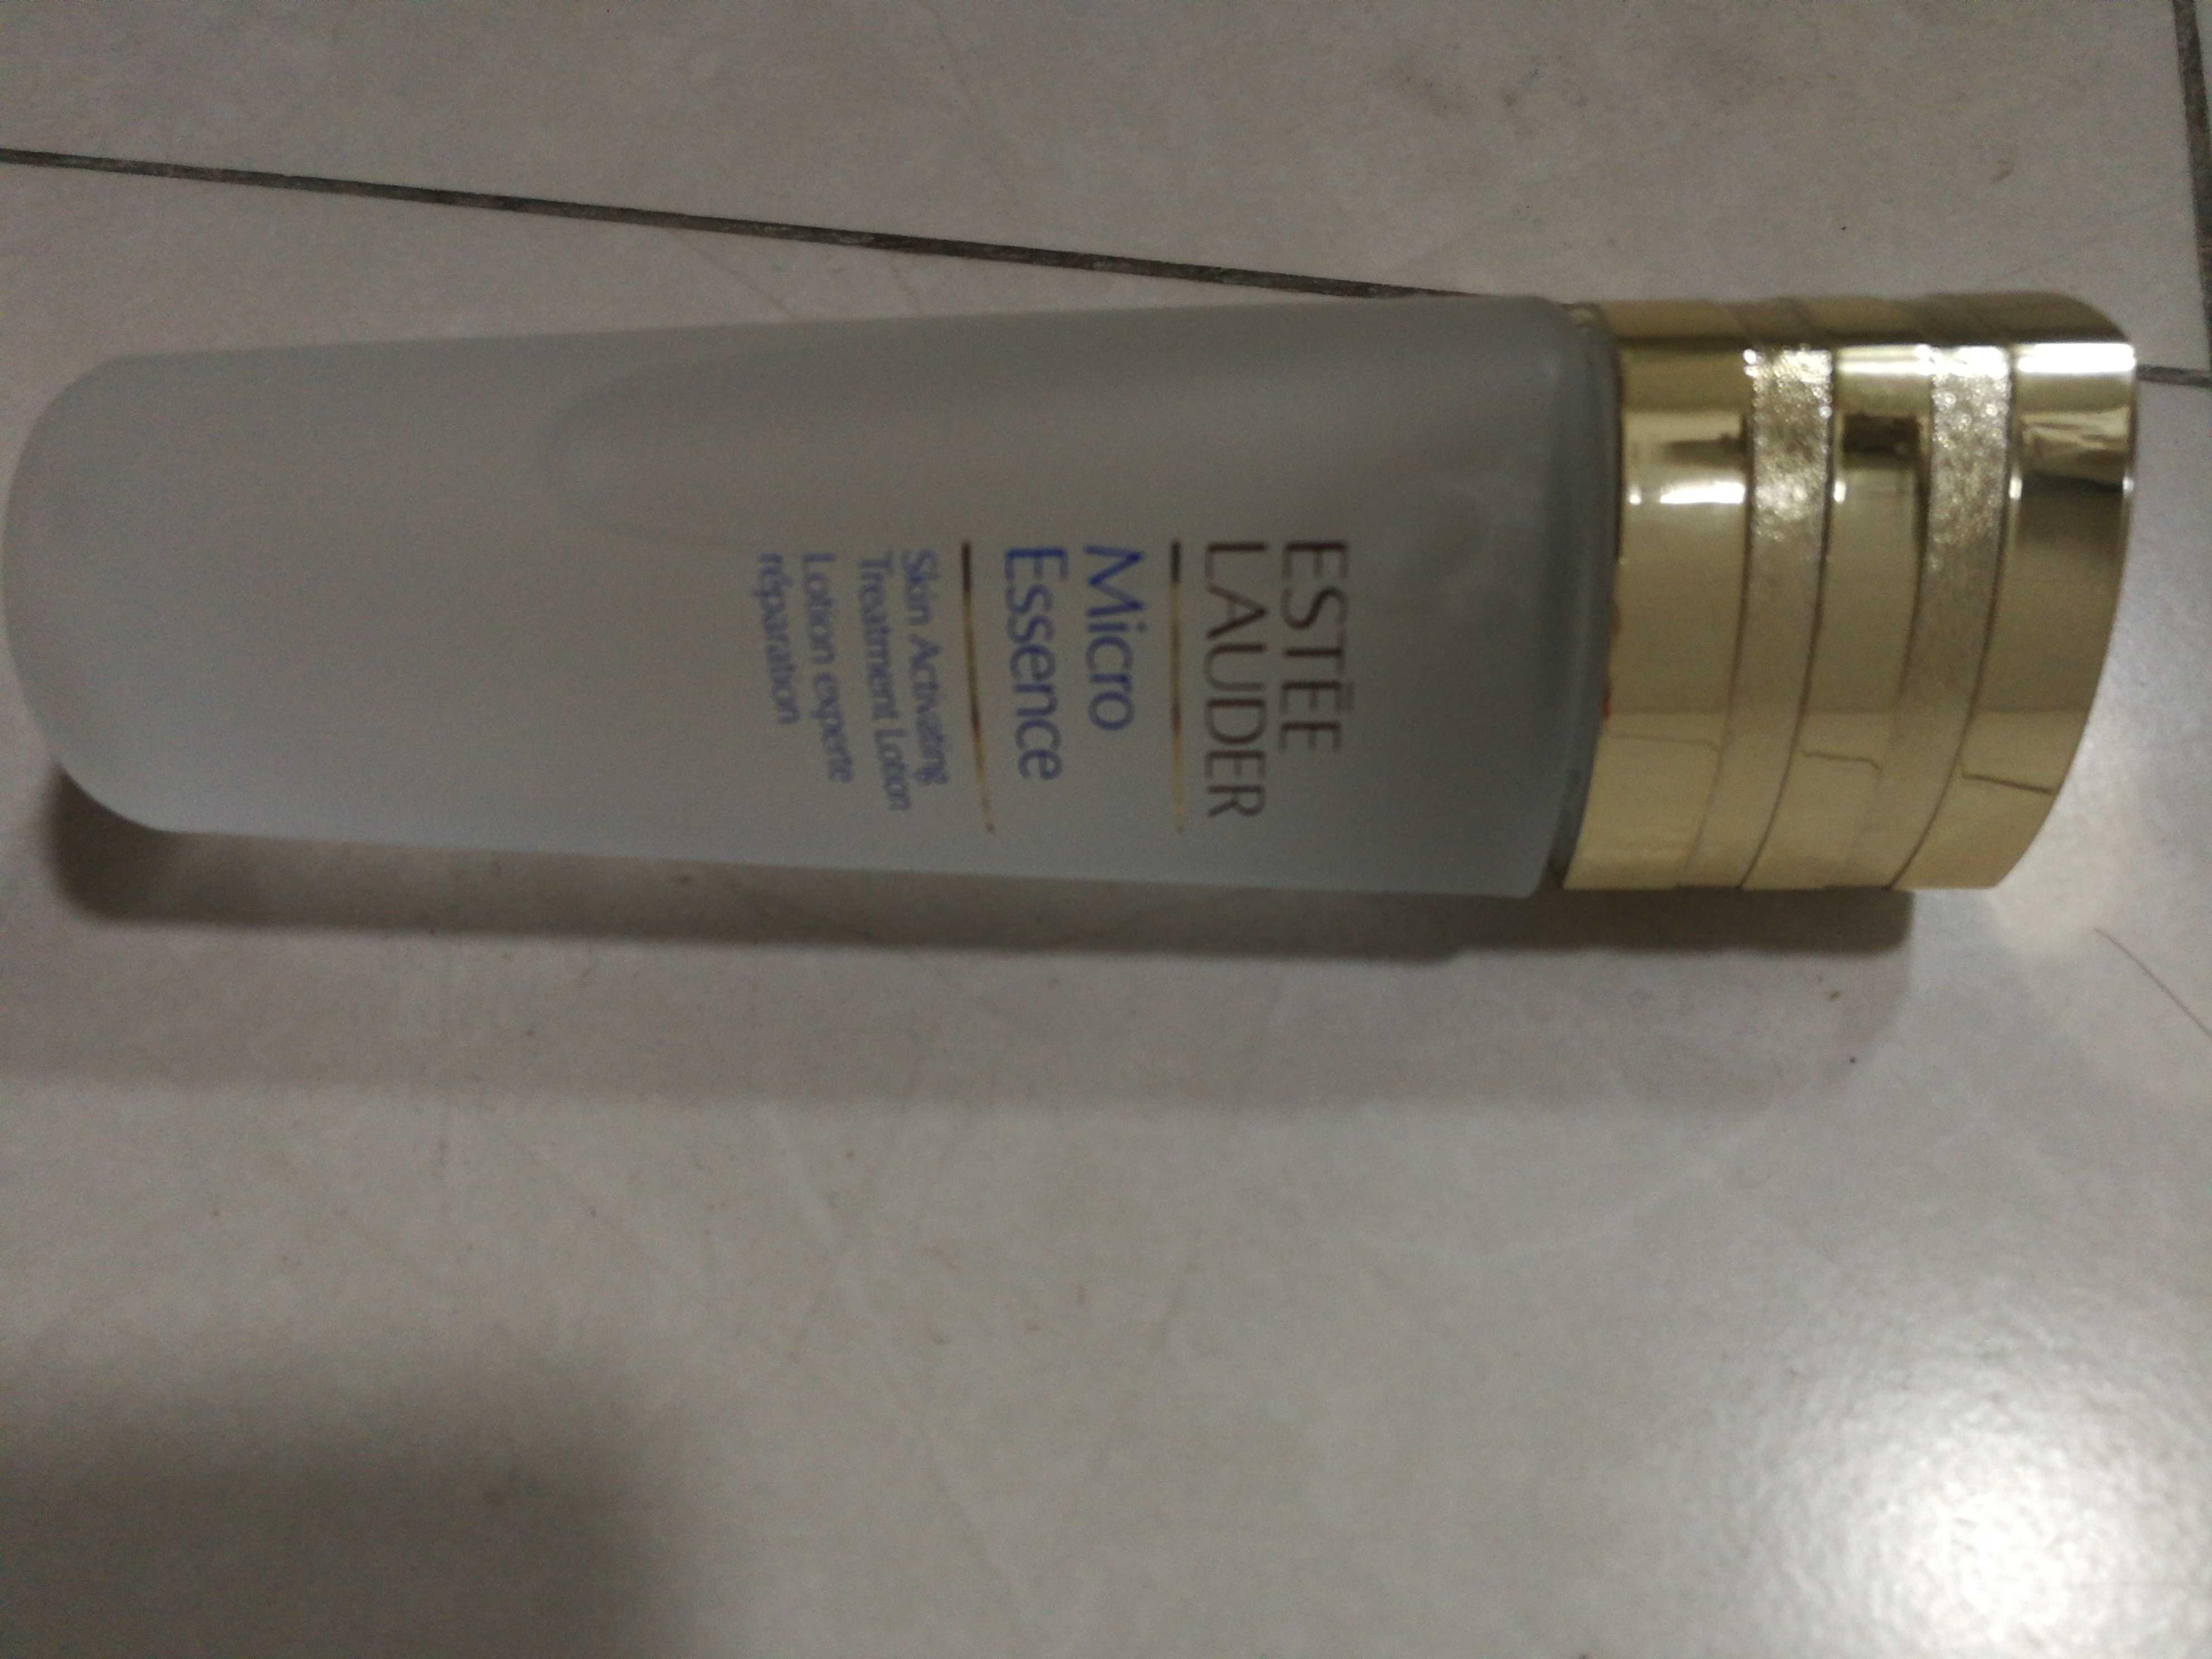 ESTĒE
LAUDER
Micro
Essence
Skin Activating
Treatment Lotion
Lotion experte
réparation